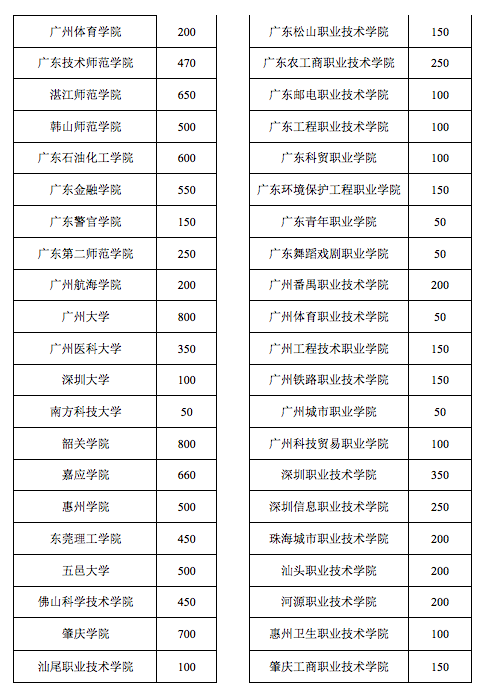 广州体育学院 200
广东技术师范学院 470
湛江师范学院 650
韩山师范学院 500
广东石油化工学院 600
广东金融学院 550
广东警官学院 150
广东第二师范学院 250
广州航海学院 200
广州大学 800
广州医科大学 350
深圳大学 100
南方科技大学 50
韶关学院 800
嘉应学院 660
惠州学院 500
东莞理工学院 450
五邑大学 500
佛山科学技术学院 450
肇庆学院 700
汕尾职业技术学院 100
广东松山职业技术学院 150
广东农工商职业技术学院 250
广东邮电职业技术学院 100
广东工程职业技术学院 100
广东科贸职业学院 100
广东环境保护工程职业学院 150
广东青年职业学院 50
广东舞蹈戏剧职业学院 50
广州番禺职业技术学院 200
广州体育职业技术学院 50
广州工程技术职业学院 150
广州铁路职业技术学院 150
广州城市职业学院 50
广州科技贸易职业学院 100
深圳职业技术学院 350
深圳信息职业技术学院 250
珠海城市职业技术学院 200
汕头职业技术学院 200
河源职业技术学院 200
惠州卫生职业技术学院 100
肇庆工商职业技术学院 150